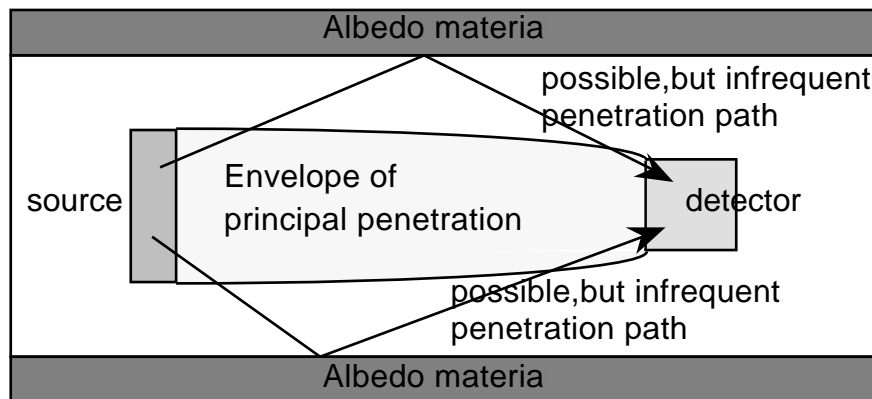 Albedo materia
possible,but infrequent
penetration path
source
Envelope of
principal penetration
detector
possible,but infrequent
penetration path
Albedo materia